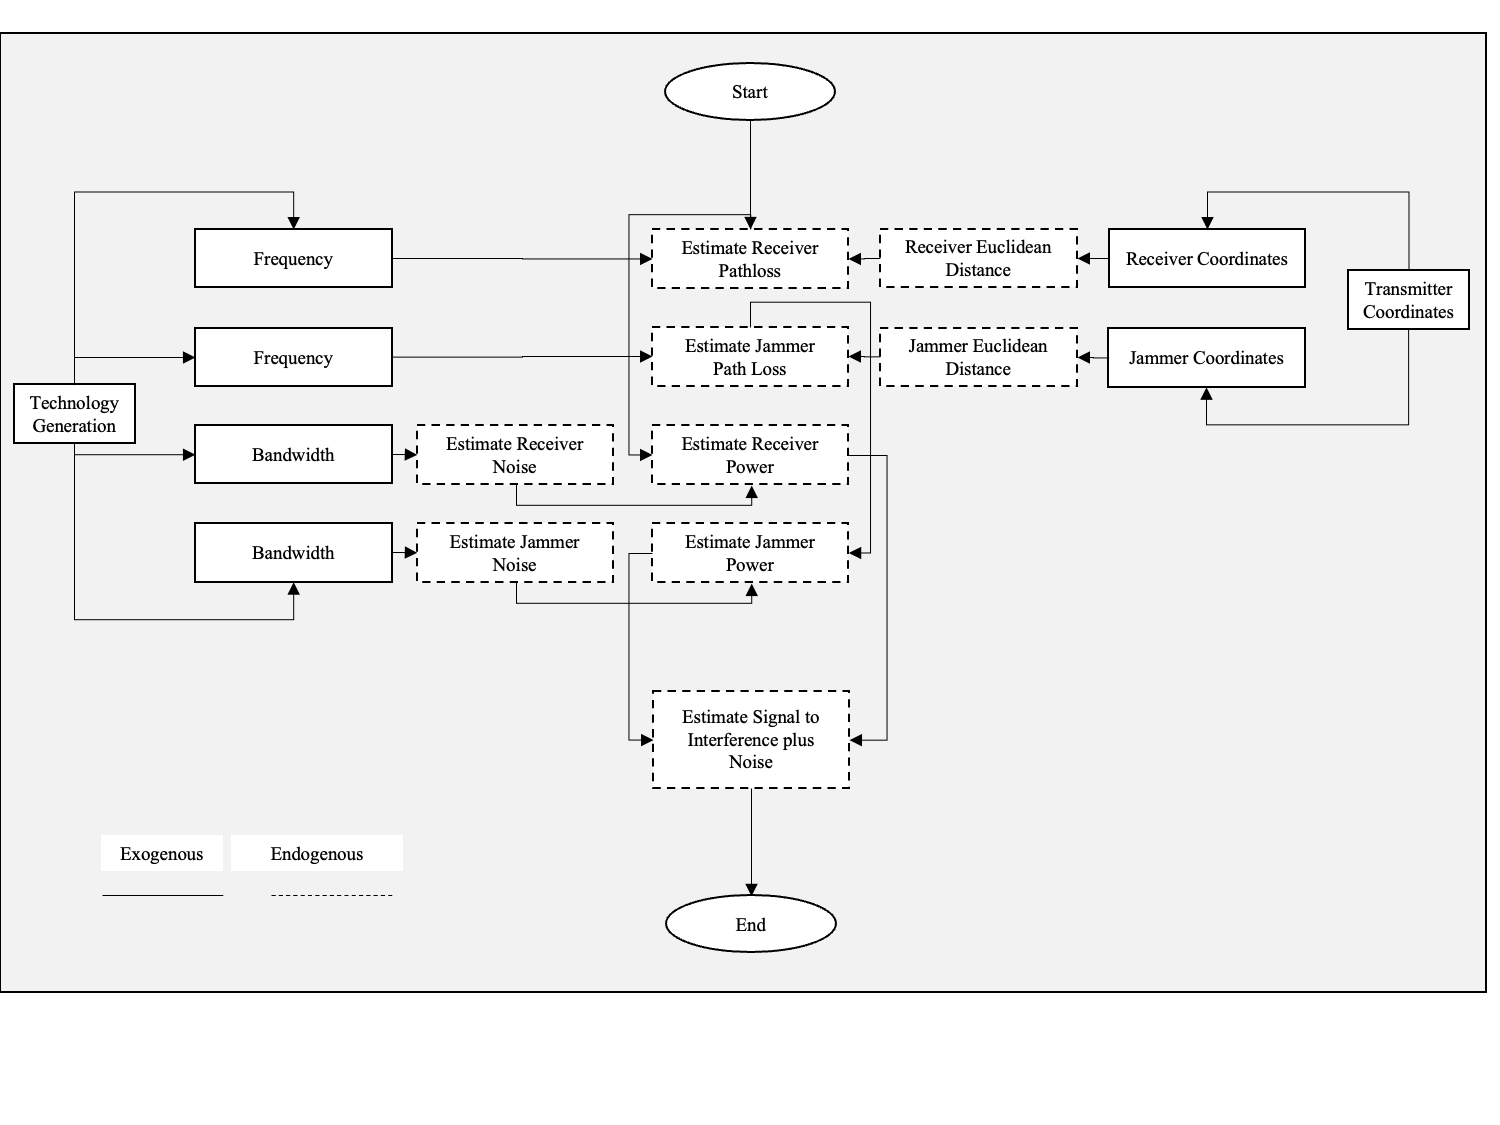 Start
Frequency
Estimate Receiver
Pathloss
Receiver Euclidean
Distance
Receiver Coordinates
Transmitter
Coordinates
Frequency
Estimate Jammer
Path Loss
Jammer Euclidean
Distance
Jammer Coordinates
Technology
Generation
Bandwidth
Estimate Receiver
Noise
Estimate Receiver
Power
Bandwidth
Estimate Jammer
Noise
Estimate Jammer
Power
Estimate Signal to
Interference plus
Noise
Exogenous
Endogenous
End